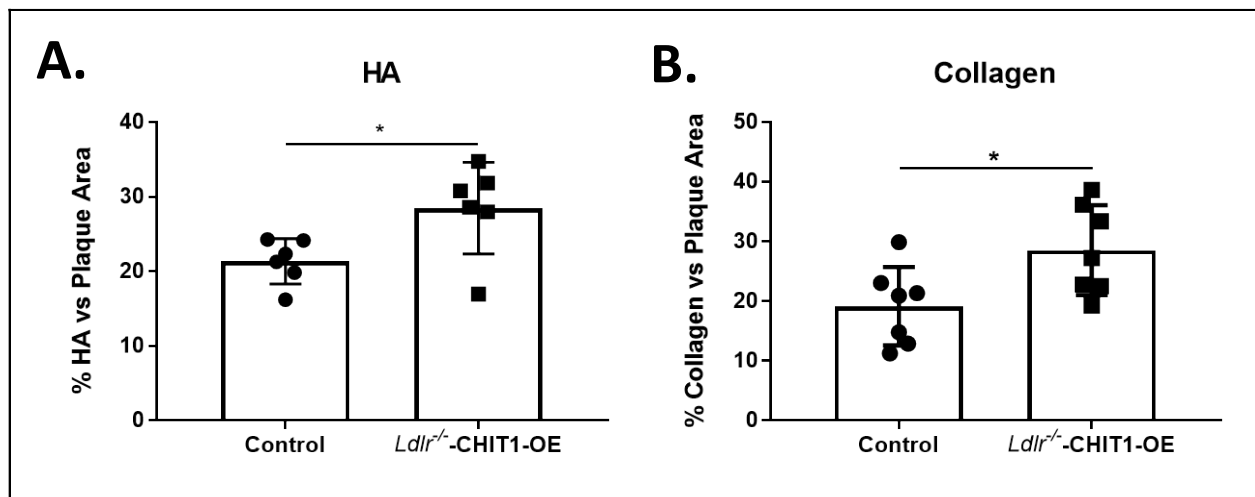 A.
HA
% HA vs Plaque Area
40
30
20
10
0
*
Control
Ldlr-/--CHIT1-OE
B.
Collagen
% Collagen vs Plaque Area
50
40
30
20
10
0
*
Control
Ldlr-/--CHIT1-OE